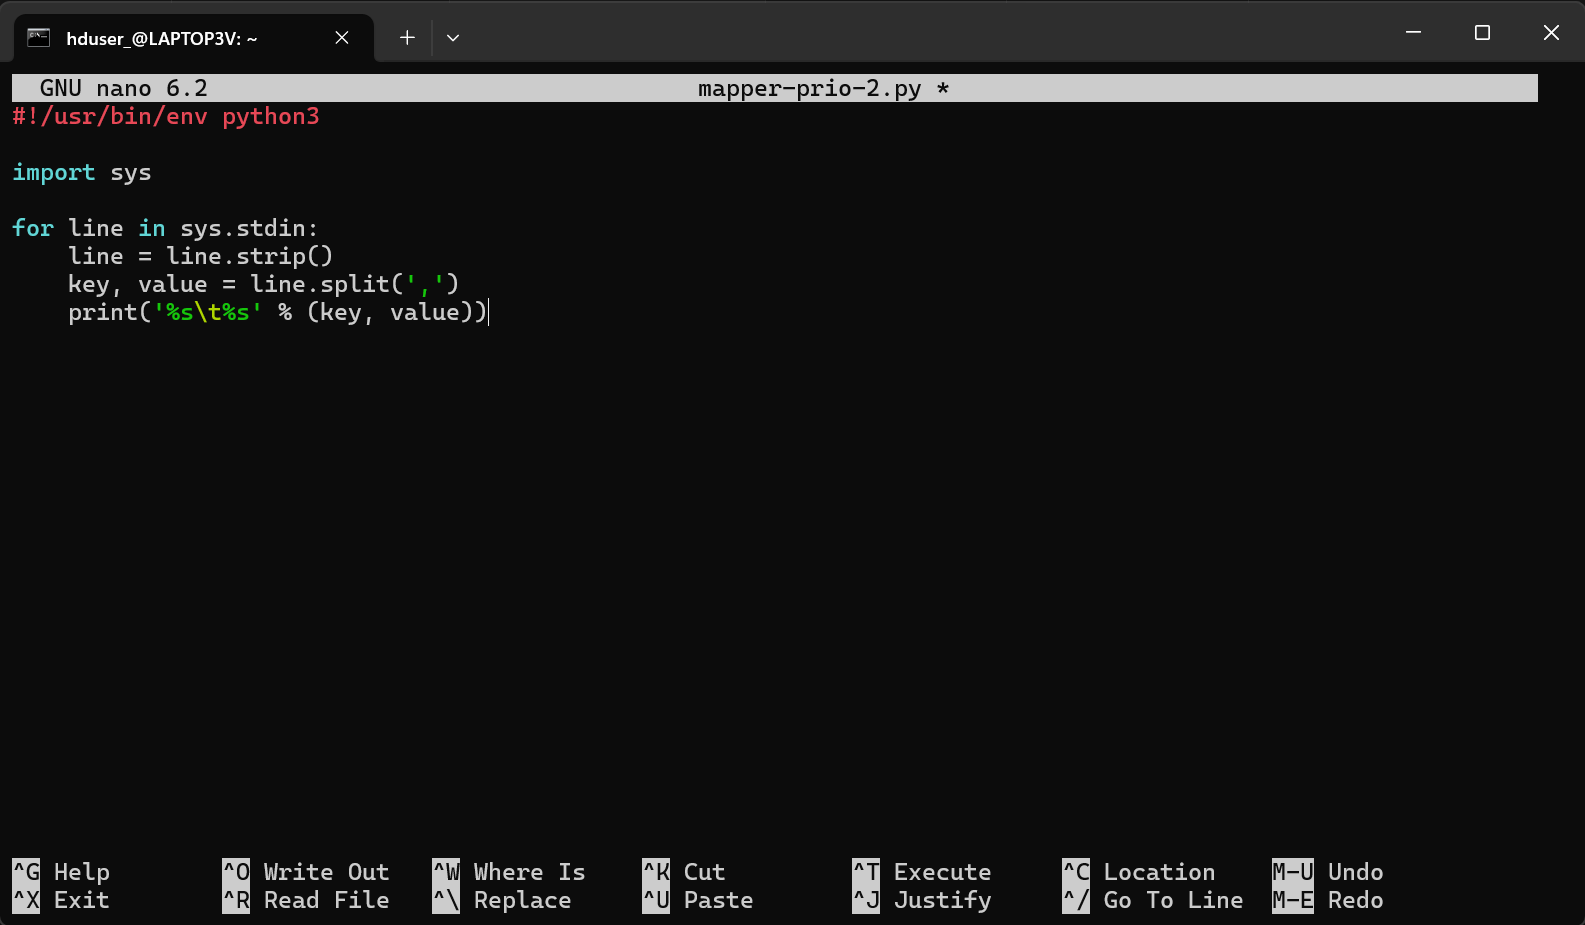 hduser_@LAPTOP3V: ~
GNU nano 6.2 mapper-prio-2.py *
#!/usr/bin/env python3
import sys
for line in sys.stdin:
    line = line.strip()
    key, value = line.split(',')
    print('%s\t%s' % (key, value))
^G Help ^O Write Out ^W Where Is ^K Cut ^T Execute ^C Location M-U Undo
^X Exit ^R Read File ^\ Replace ^U Paste ^J Justify ^/ Go To Line M-E Redo